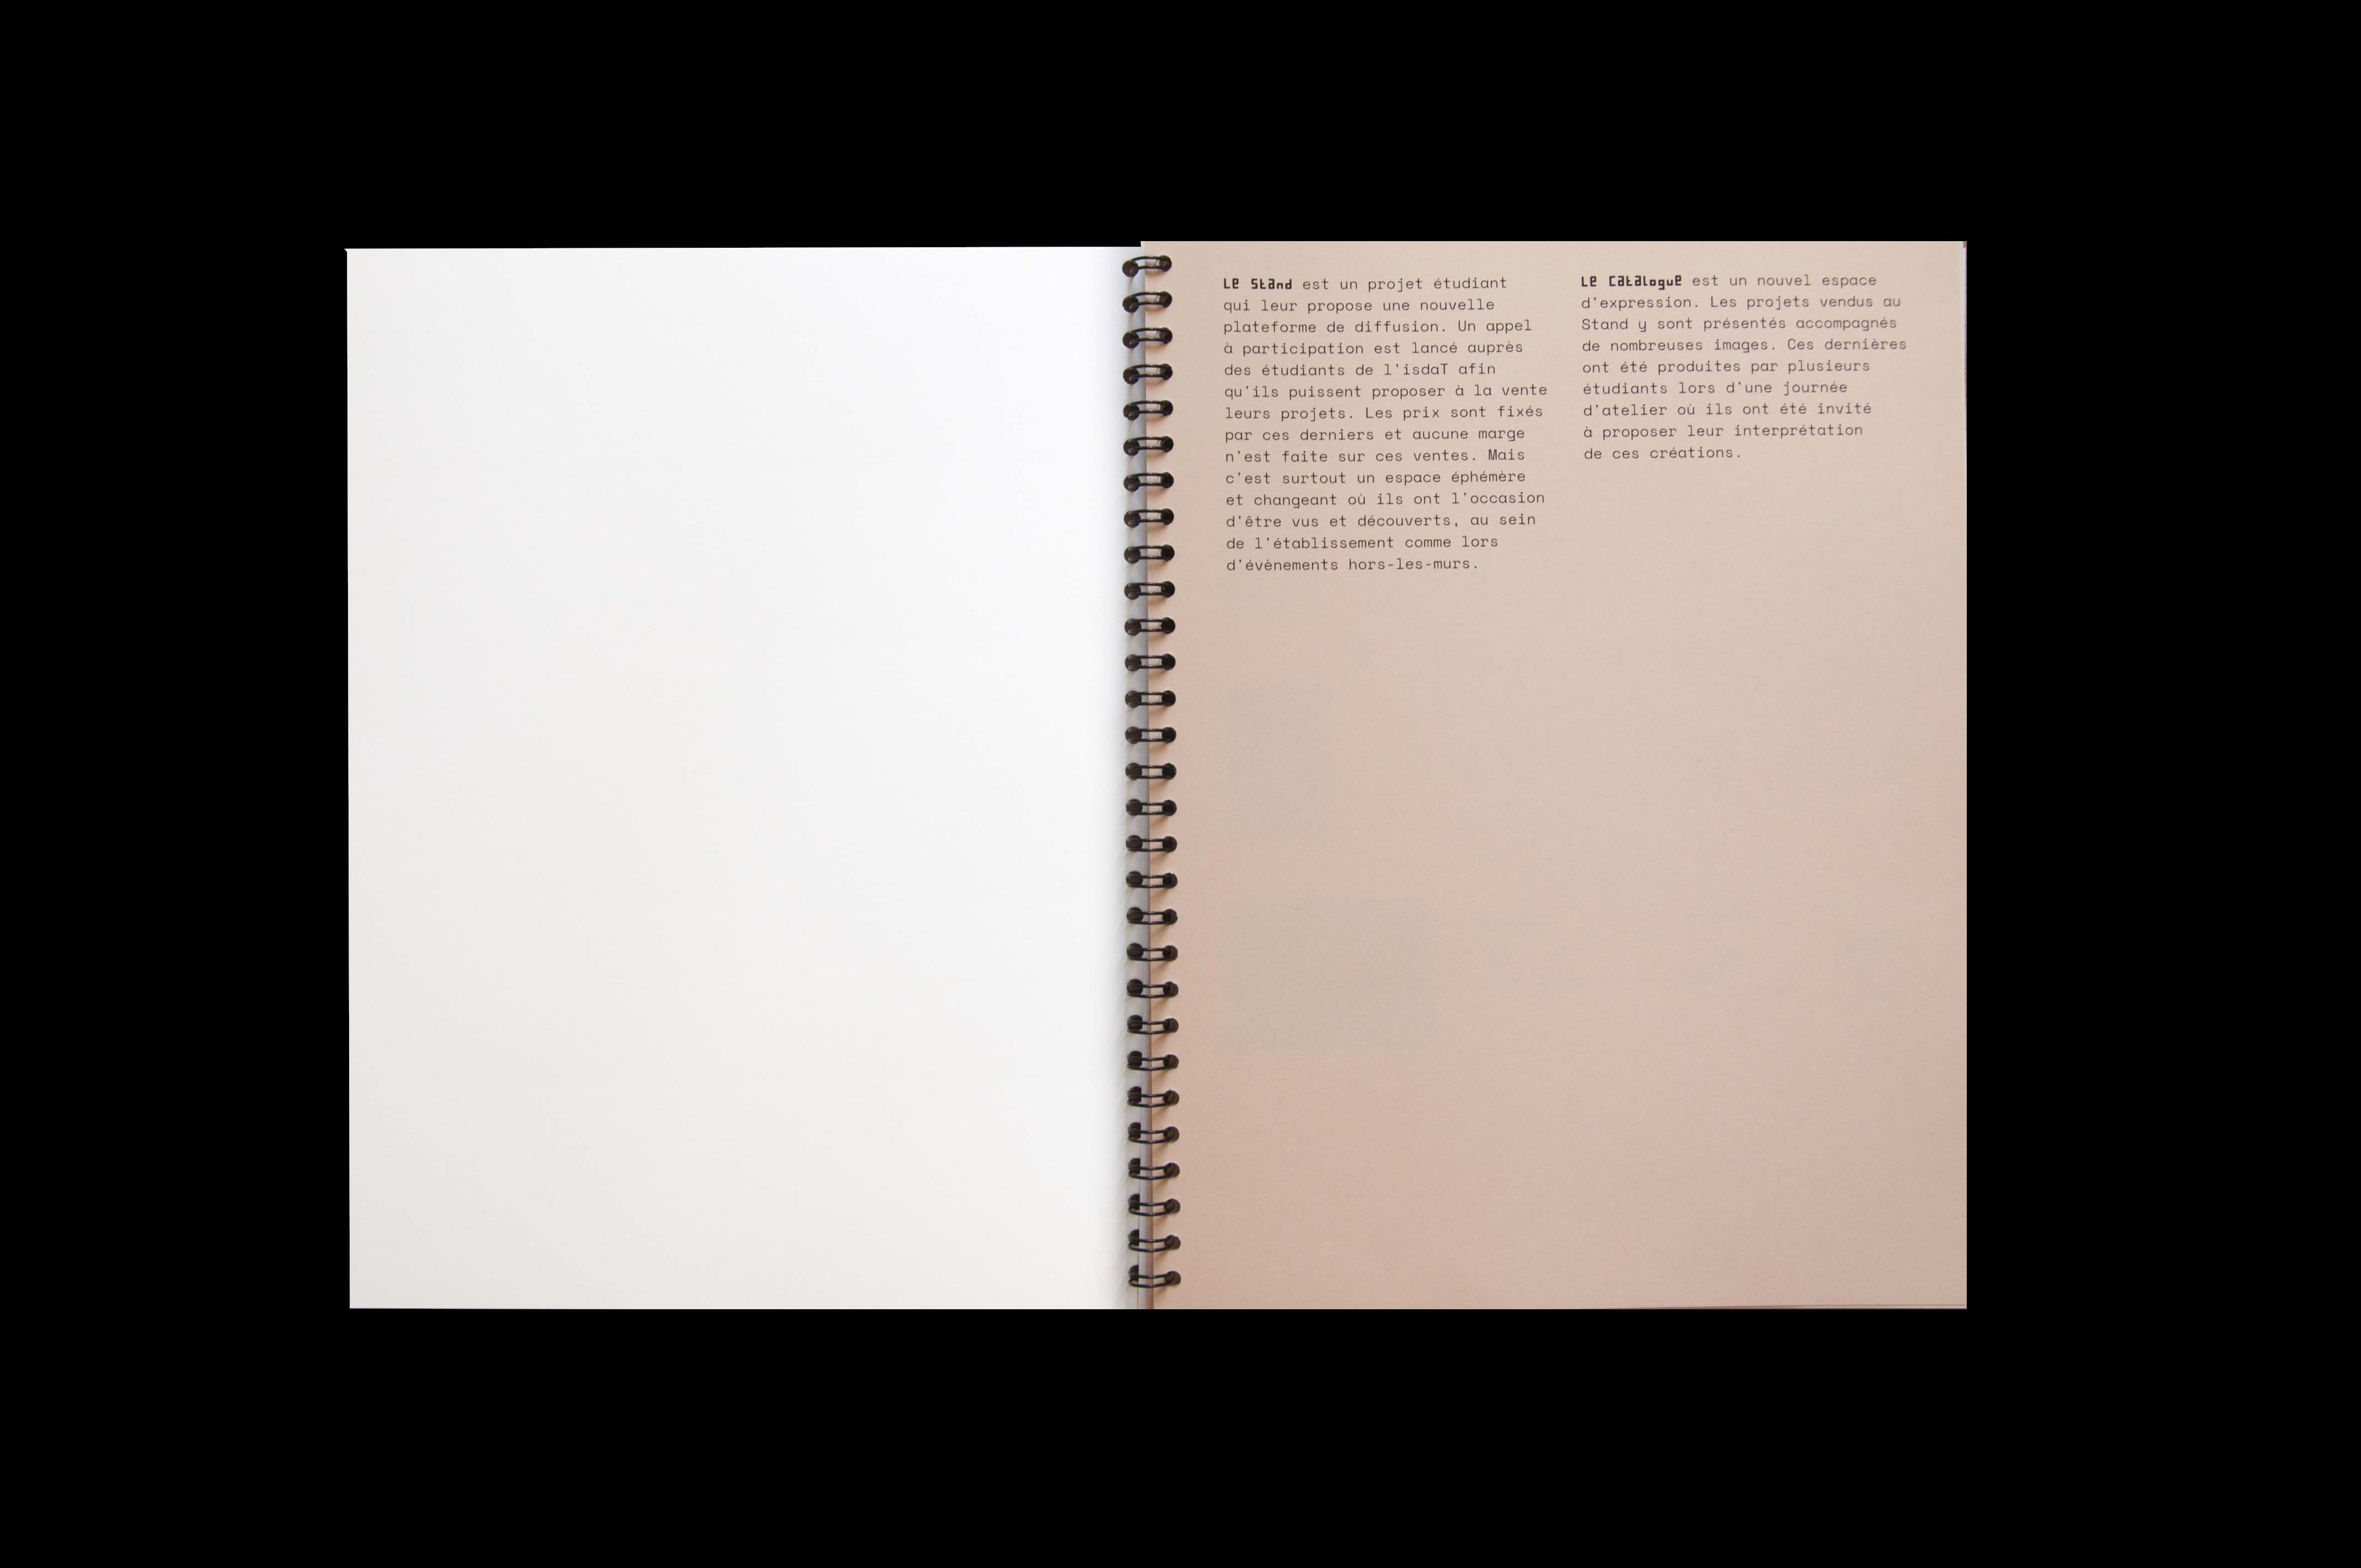 Le Stand est un projet étudiant
qui leur propose une nouvelle
plateforme de diffusion. Un appel
à participation est lancé auprès
des étudiants de l'isdaT afin
qu'ils puissent proposer à la vente
leurs projets. Les prix sont fixés
par ces derniers et aucune marge
n'est faite sur ces ventes. Mais
c'est surtout un espace éphémère
et changeant où ils ont l'occasion
d'être vus et découverts, au sein
de l'établissement comme lors
d'évènements hors-les-murs.
Le Catalogue est un nouvel espace
d'expression. Les projets vendus au
Stand y sont présentés accompagnés
de nombreuses images. Ces dernières
ont été produites par plusieurs
étudiants lors d'une journée
d'atelier où ils ont été invité
à proposer leur interprétation
de ces créations.